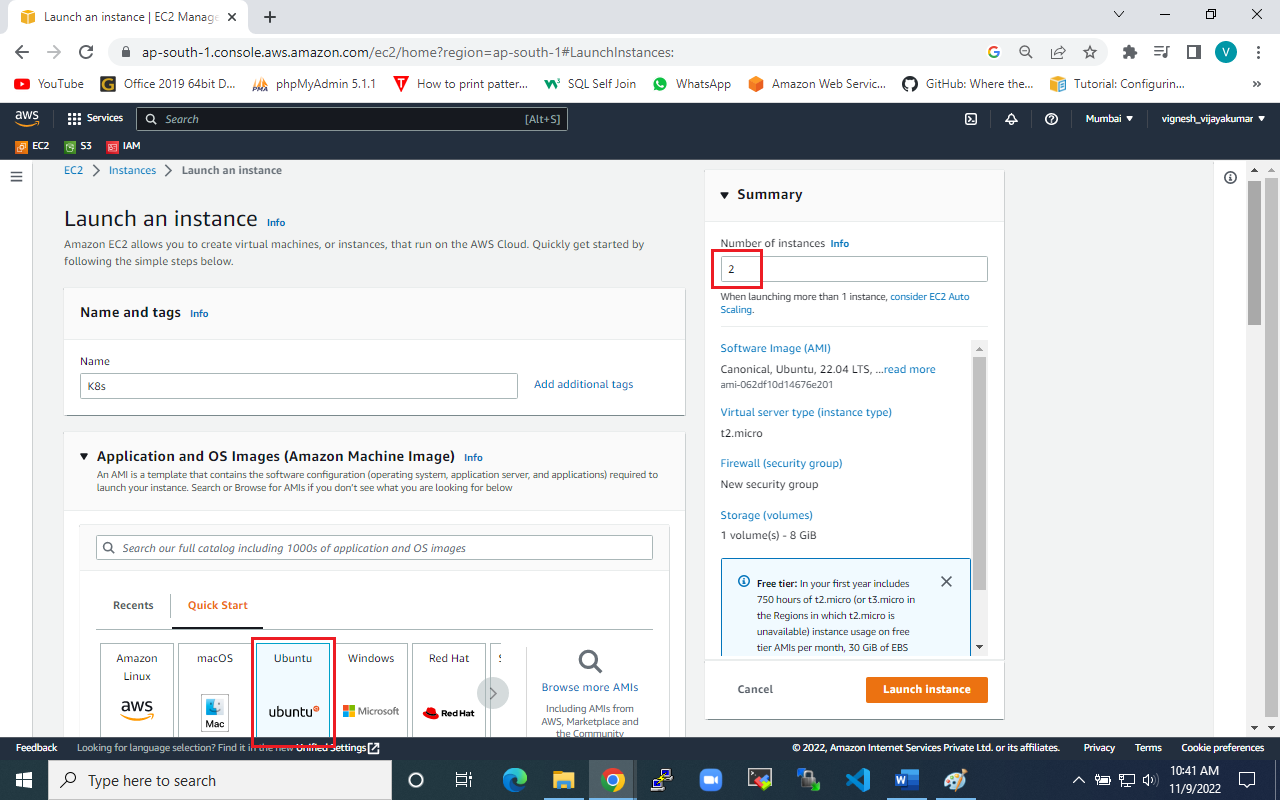 Launch an instance | EC2 Manage
ap-south-1.console.aws.amazon.com/ec2/home?region=ap-south-1#LaunchInstances:
V
YouTube
Office 2019 64bit D...
phpMyAdmin 5.1.1
How to print patter...
SQL Self Join
WhatsApp
Amazon Web Servic...
GitHub: Where the...
Tutorial: Configurin...
»
aws
Services
Search
[Alt+S]
Mumbai
vignesh_vijayakumar
EC2
S3
IAM
EC2
Instances
Launch an instance
Launch an instance Info
Amazon EC2 allows you to create virtual machines, or instances, that run on the AWS Cloud. Quickly get started by
following the simple steps below.
Name and tags Info
Name
K8s
Add additional tags
Application and OS Images (Amazon Machine Image) Info
An AMI is a template that contains the software configuration (operating system, application server, and applications) required to
launch your instance. Search or Browse for AMIs if you don't see what you are looking for below
Search our full catalog including 1000s of application and OS images
Recents
Quick Start
Amazon
Linux
aws
macOS
Mac
Ubuntu
ubuntu
Windows
Microsoft
Red Hat
Red Hat
Browse more AMIs
Including AMIs from
AWS, Marketplace and
the Community
Summary
Number of instances Info
2
When launching more than 1 instance, consider EC2 Auto
Scaling.
Software Image (AMI)
Canonical, Ubuntu, 22.04 LTS, ...read more
ami-062df10d14676e201
Virtual server type (instance type)
t2.micro
Firewall (security group)
New security group
Storage (volumes)
1 volume(s) - 8 GiB
Free tier: In your first year includes
750 hours of t2.micro (or t3.micro in
the Regions in which t2.micro is
unavailable) instance usage on free
tier AMIs per month, 30 GiB of EBS
Cancel
Launch instance
Feedback
Looking for language selection? Find it in the new Unified Settings
© 2022, Amazon Internet Services Private Ltd. or its affiliates.
Privacy
Terms
Cookie preferences
Type here to search
10:41 AM
11/9/2022